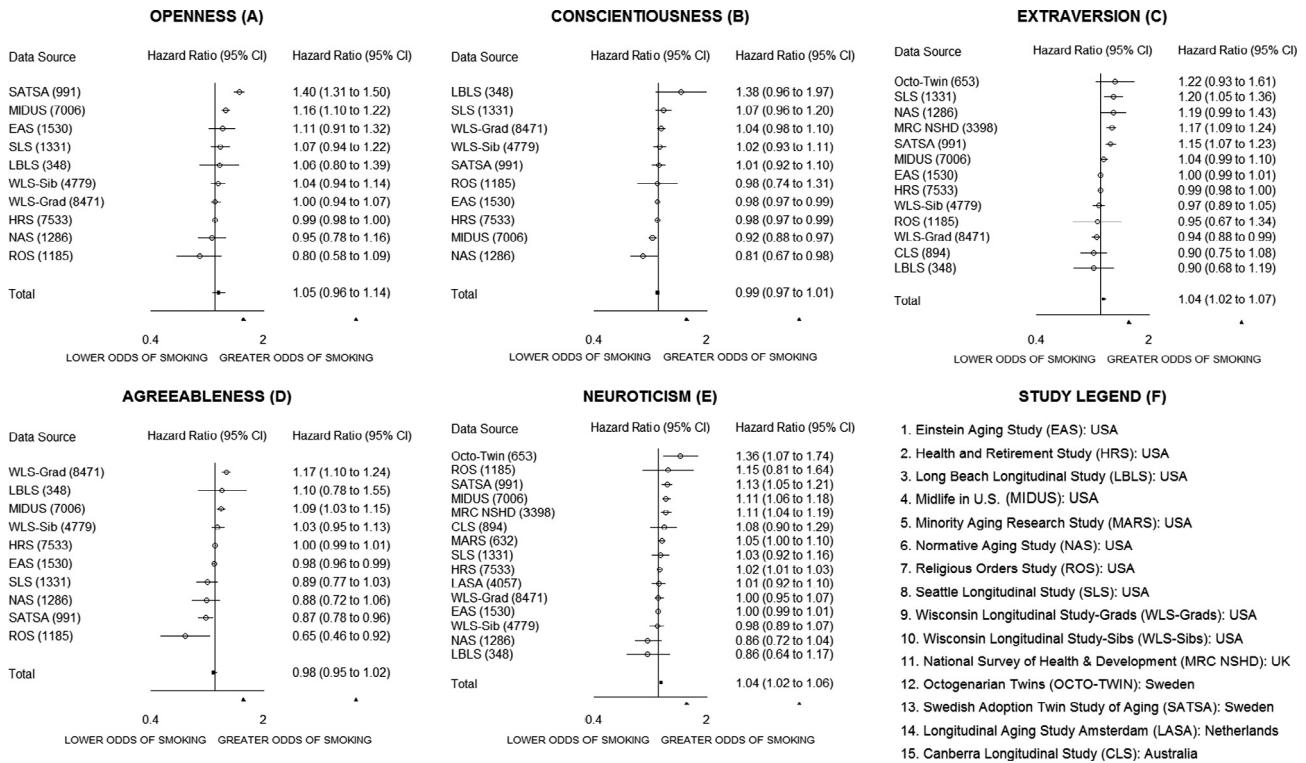 OPENNESS (A)
Data Source Hazard Ratio (95% CI) Hazard Ratio (95% CI)
SATSA (991) 1.40 (1.31 to 1.50)
MIDUS (7006) 1.16 (1.10 to 1.22)
EAS (1530) 1.11 (0.91 to 1.32)
SLS (1331) 1.07 (0.94 to 1.22)
LBLS (348) 1.06 (0.80 to 1.39)
WLS-Sib (4779) 1.04 (0.94 to 1.14)
WLS-Grad (8471) 1.00 (0.94 to 1.07)
HRS (7533) 0.99 (0.98 to 1.00)
NAS (1286) 0.95 (0.78 to 1.16)
ROS (1185) 0.80 (0.58 to 1.09)
Total 1.05 (0.96 to 1.14)
0.4 2
LOWER ODDS OF SMOKING GREATER ODDS OF SMOKING
CONSCIENTIOUSNESS (B)
Data Source Hazard Ratio (95% CI) Hazard Ratio (95% CI)
LBLS (348) 1.38 (0.96 to 1.97)
SLS (1331) 1.07 (0.96 to 1.20)
WLS-Grad (8471) 1.04 (0.98 to 1.10)
WLS-Sib (4779) 1.02 (0.93 to 1.11)
SATSA (991) 1.01 (0.92 to 1.10)
ROS (1185) 0.98 (0.74 to 1.31)
EAS (1530) 0.98 (0.97 to 0.99)
HRS (7533) 0.98 (0.97 to 0.99)
MIDUS (7006) 0.92 (0.88 to 0.97)
NAS (1286) 0.81 (0.67 to 0.98)
Total 0.99 (0.97 to 1.01)
0.4 2
LOWER ODDS OF SMOKING GREATER ODDS OF SMOKING
EXTRAVERSION (C)
Data Source Hazard Ratio (95% CI) Hazard Ratio (95% CI)
Octo-Twin (653) 1.22 (0.93 to 1.61)
SLS (1331) 1.20 (1.05 to 1.36)
NAS (1286) 1.19 (0.99 to 1.43)
MRC NSHD (3398) 1.17 (1.09 to 1.24)
SATSA (991) 1.15 (1.07 to 1.23)
MIDUS (7006) 1.04 (0.99 to 1.10)
EAS (1530) 1.00 (0.99 to 1.01)
HRS (7533) 0.99 (0.98 to 1.00)
WLS-Sib (4779) 0.97 (0.89 to 1.05)
ROS (1185) 0.95 (0.67 to 1.34)
WLS-Grad (8471) 0.94 (0.88 to 0.99)
CLS (894) 0.90 (0.75 to 1.08)
LBLS (348) 0.90 (0.68 to 1.19)
Total 1.04 (1.02 to 1.07)
0.4 2
LOWER ODDS OF SMOKING GREATER ODDS OF SMOKING
AGREEABLENESS (D)
Data Source Hazard Ratio (95% CI) Hazard Ratio (95% CI)
WLS-Grad (8471) 1.17 (1.10 to 1.24)
LBLS (348) 1.10 (0.78 to 1.55)
MIDUS (7006) 1.09 (1.03 to 1.15)
WLS-Sib (4779) 1.03 (0.95 to 1.13)
HRS (7533) 1.00 (0.99 to 1.01)
EAS (1530) 0.98 (0.96 to 0.99)
SLS (1331) 0.89 (0.77 to 1.03)
NAS (1286) 0.88 (0.72 to 1.06)
SATSA (991) 0.87 (0.78 to 0.96)
ROS (1185) 0.65 (0.46 to 0.92)
Total 0.98 (0.95 to 1.02)
0.4 2
LOWER ODDS OF SMOKING GREATER ODDS OF SMOKING
NEUROTICISM (E)
Data Source Hazard Ratio (95% CI) Hazard Ratio (95% CI)
Octo-Twin (653) 1.36 (1.07 to 1.74)
ROS (1185) 1.15 (0.81 to 1.64)
SATSA (991) 1.13 (1.05 to 1.21)
MIDUS (7006) 1.11 (1.06 to 1.18)
MRC NSHD (3398) 1.11 (1.04 to 1.19)
CLS (894) 1.08 (0.90 to 1.29)
MARS (632) 1.05 (1.00 to 1.10)
SLS (1331) 1.03 (0.92 to 1.16)
HRS (7533) 1.02 (1.01 to 1.03)
LASA (4057) 1.01 (0.92 to 1.10)
WLS-Grad (8471) 1.00 (0.95 to 1.07)
EAS (1530) 1.00 (0.99 to 1.01)
WLS-Sib (4779) 0.98 (0.89 to 1.07)
NAS (1286) 0.86 (0.72 to 1.04)
LBLS (348) 0.86 (0.64 to 1.17)
Total 1.04 (1.02 to 1.06)
0.4 2
LOWER ODDS OF SMOKING GREATER ODDS OF SMOKING
STUDY LEGEND (F)
1. Einstein Aging Study (EAS): USA
2. Health and Retirement Study (HRS): USA
3. Long Beach Longitudinal Study (LBLS): USA
4. Midlife in U.S. (MIDUS): USA
5. Minority Aging Research Study (MARS): USA
6. Normative Aging Study (NAS): USA
7. Religious Orders Study (ROS): USA
8. Seattle Longitudinal Study (SLS): USA
9. Wisconsin Longitudinal Study-Grads (WLS-Grads): USA
10. Wisconsin Longitudinal Study-Sibs (WLS-Sibs): USA
11. National Survey of Health & Development (MRC NSHD): UK
12. Octogenarian Twins (OCTO-TWIN): Sweden
13. Swedish Adoption Twin Study of Aging (SATSA): Sweden
14. Longitudinal Aging Study Amsterdam (LASA): Netherlands
15. Canberra Longitudinal Study (CLS): Australia